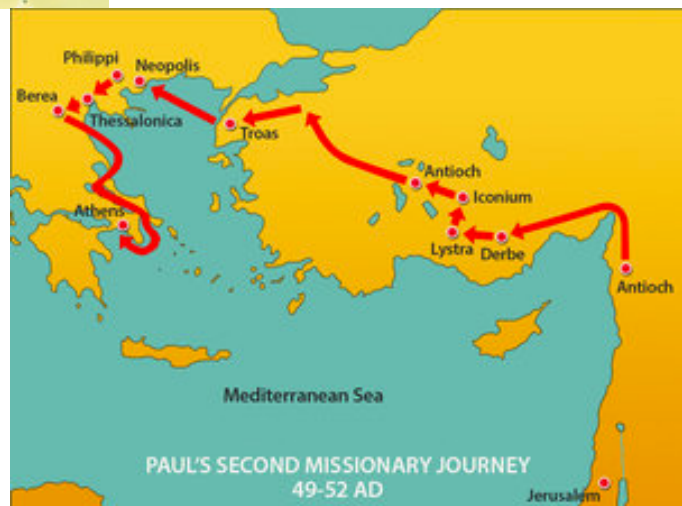 Philippi
Neopolis
Berea
Thessalonica
Troas
Antioch
Iconium
Athens
Lystra
Derbe
Antioch
Mediterranean Sea
PAUL'S SECOND MISSIONARY JOURNEY
49-52 AD
Jerusalem